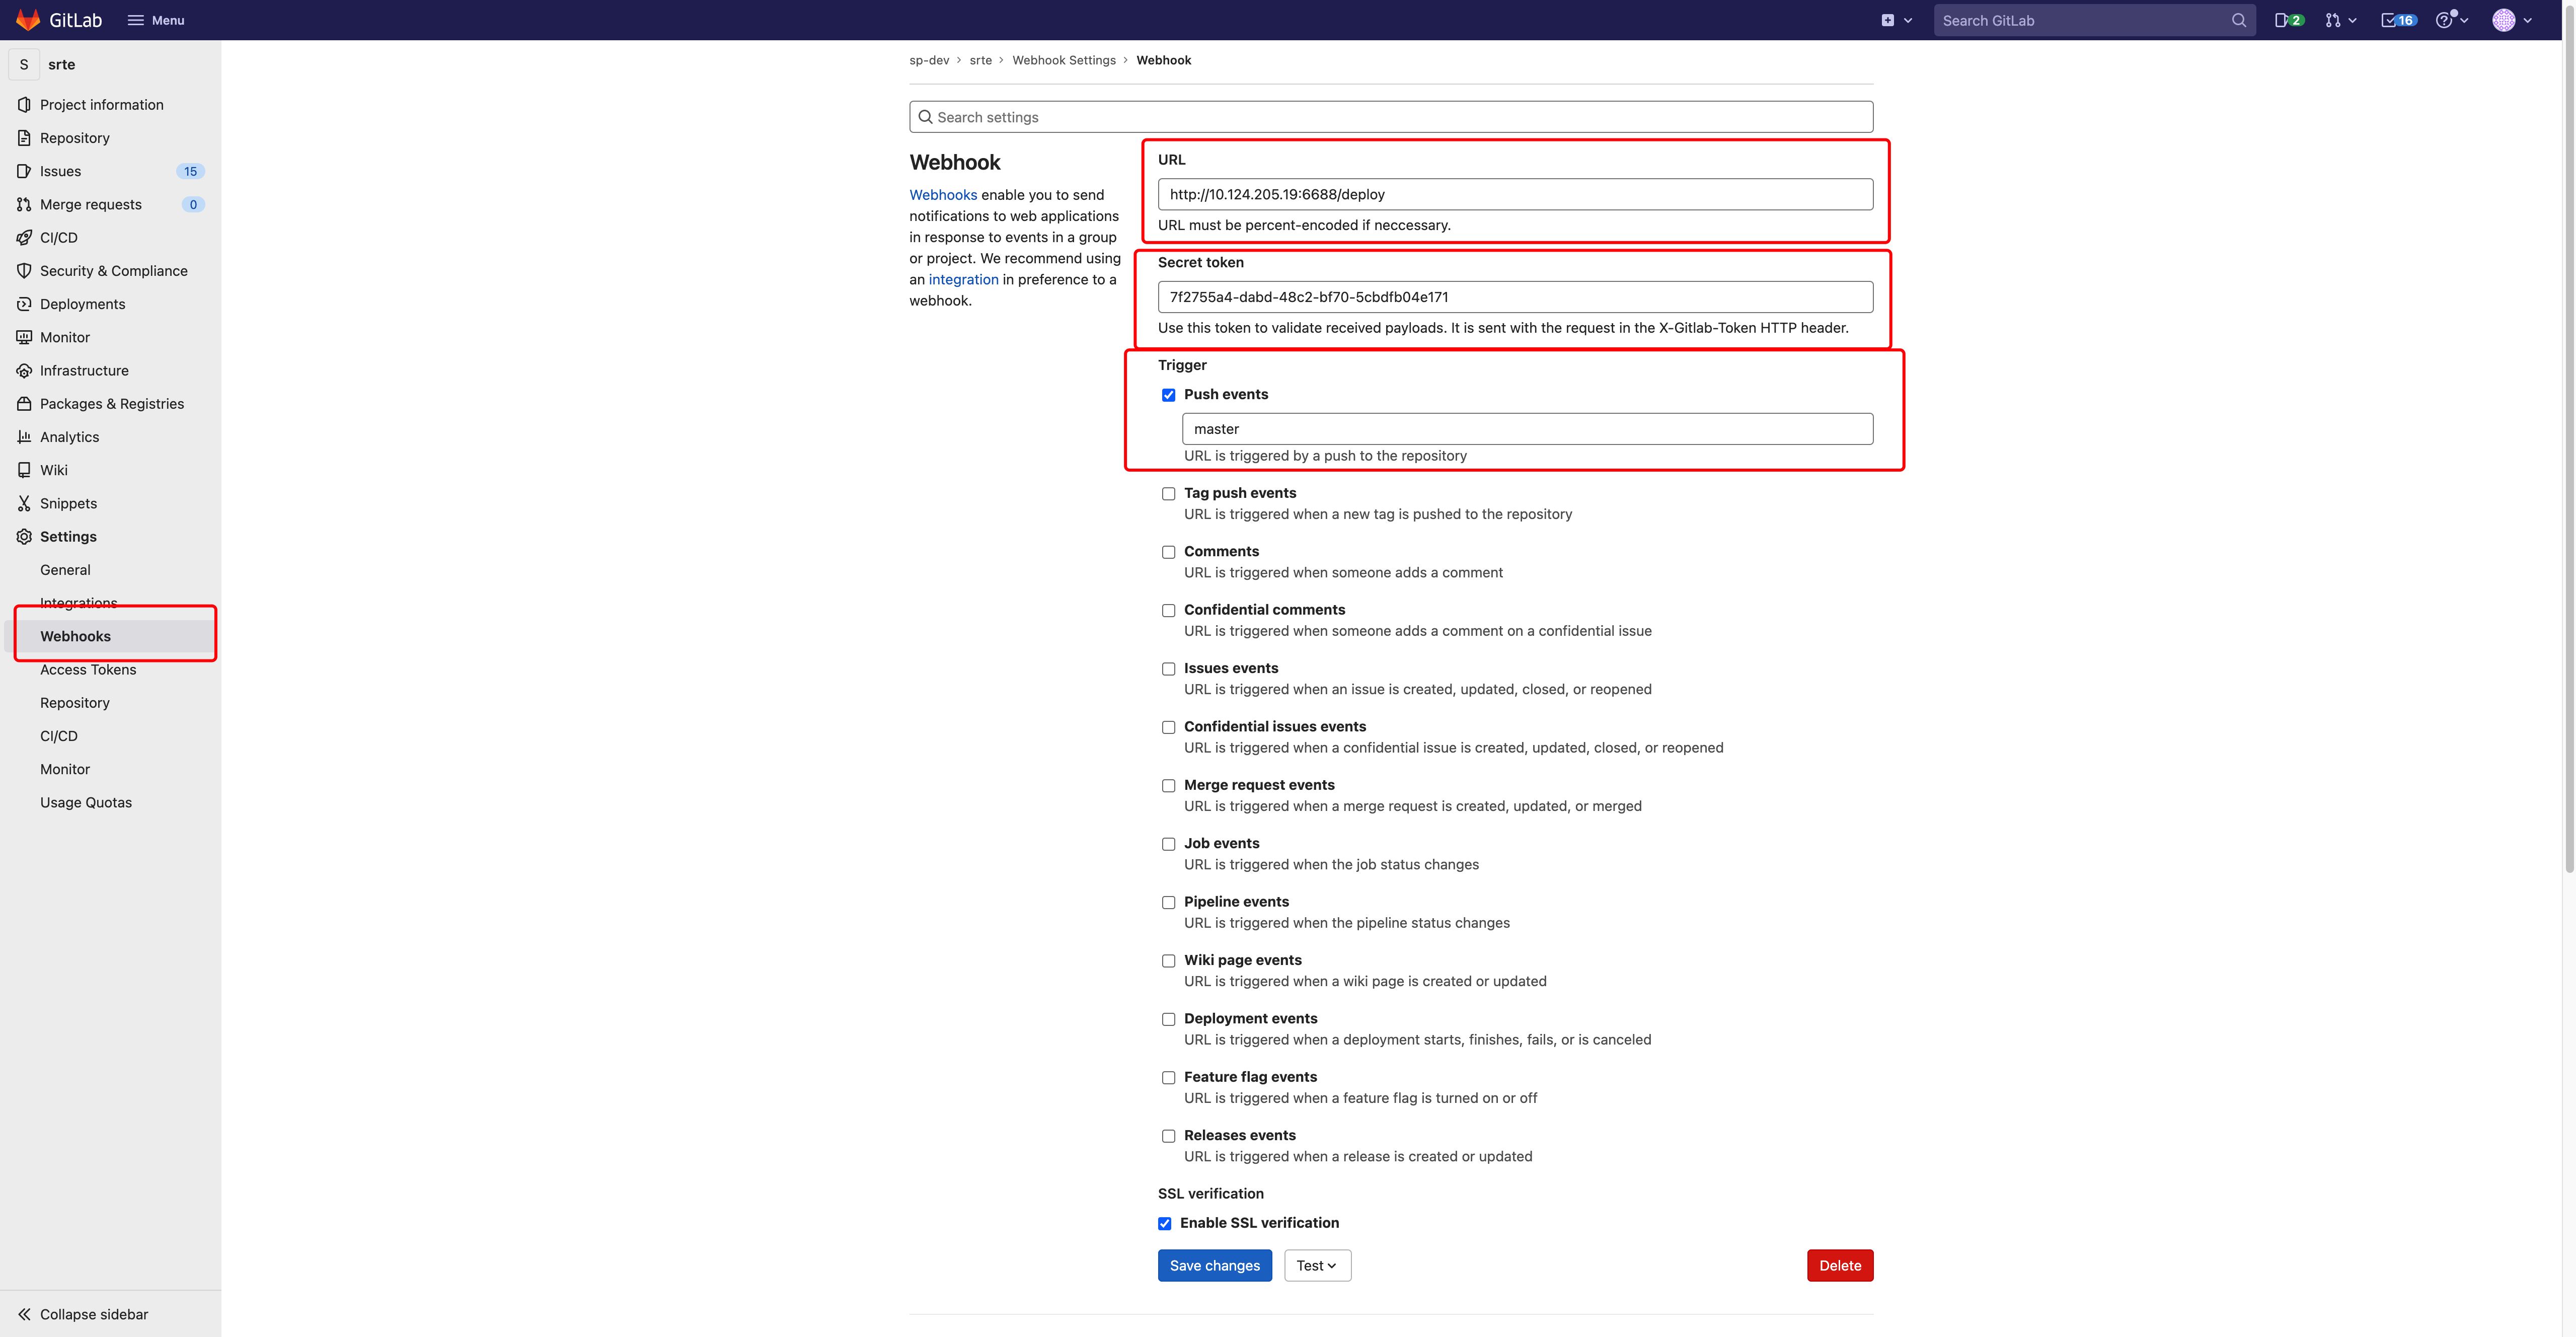 GitLab
Menu
Search GitLab
2
16
S
srte
Project information
Repository
Issues
15
Merge requests
0
CI/CD
Security & Compliance
Deployments
Monitor
Infrastructure
Packages & Registries
Analytics
Wiki
Snippets
Settings
General
Integrations
Webhooks
Access Tokens
Repository
CI/CD
Monitor
Usage Quotas
Collapse sidebar
sp-dev > srte > Webhook Settings > Webhook
Search settings
Webhook
Webhooks enable you to send
notifications to web applications
in response to events in a group
or project. We recommend using
an integration in preference to a
webhook.
URL
http://10.124.205.19:6688/deploy
URL must be percent-encoded if neccessary.
Secret token
7f2755a4-dabd-48c2-bf70-5cbdfb04e171
Use this token to validate received payloads. It is sent with the request in the X-Gitlab-Token HTTP header.
Trigger
Push events
master
URL is triggered by a push to the repository
Tag push events
URL is triggered when a new tag is pushed to the repository
Comments
URL is triggered when someone adds a comment
Confidential comments
URL is triggered when someone adds a comment on a confidential issue
Issues events
URL is triggered when an issue is created, updated, closed, or reopened
Confidential issues events
URL is triggered when a confidential issue is created, updated, closed, or reopened
Merge request events
URL is triggered when a merge request is created, updated, or merged
Job events
URL is triggered when the job status changes
Pipeline events
URL is triggered when the pipeline status changes
Wiki page events
URL is triggered when a wiki page is created or updated
Deployment events
URL is triggered when a deployment starts, finishes, fails, or is canceled
Feature flag events
URL is triggered when a feature flag is turned on or off
Releases events
URL is triggered when a release is created or updated
SSL verification
Enable SSL verification
Save changes
Test
Delete